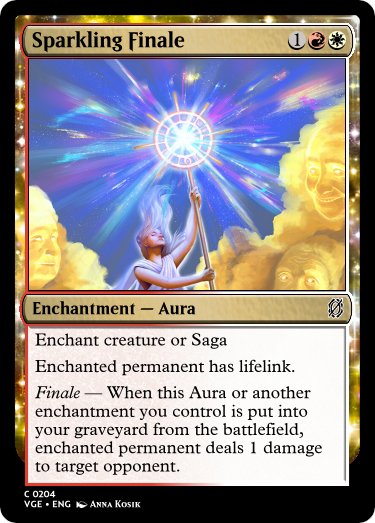 Sparkling Finale 1
Enchantment — Aura
Enchant creature or Saga
Enchanted permanent has lifelink.
Finale — When this Aura or another
enchantment you control is put into
your graveyard from the battlefield,
enchanted permanent deals 1 damage
to target opponent.
C 0204
VGE • ENG Anna Kosik